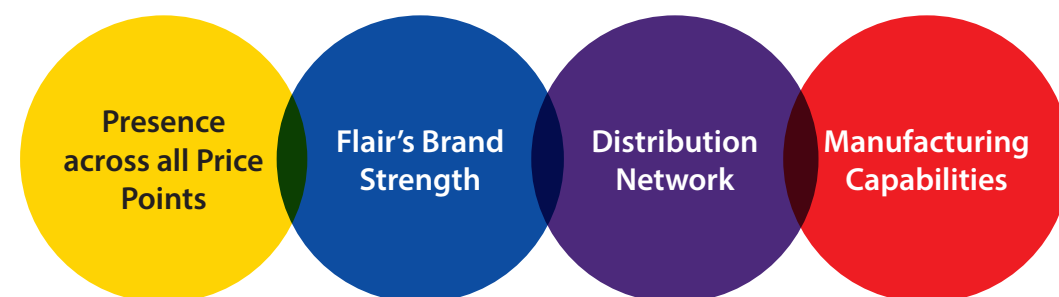 Presence
across all Price
Points
Flair’s Brand
Strength
Distribution
Network
Manufacturing
Capabilities